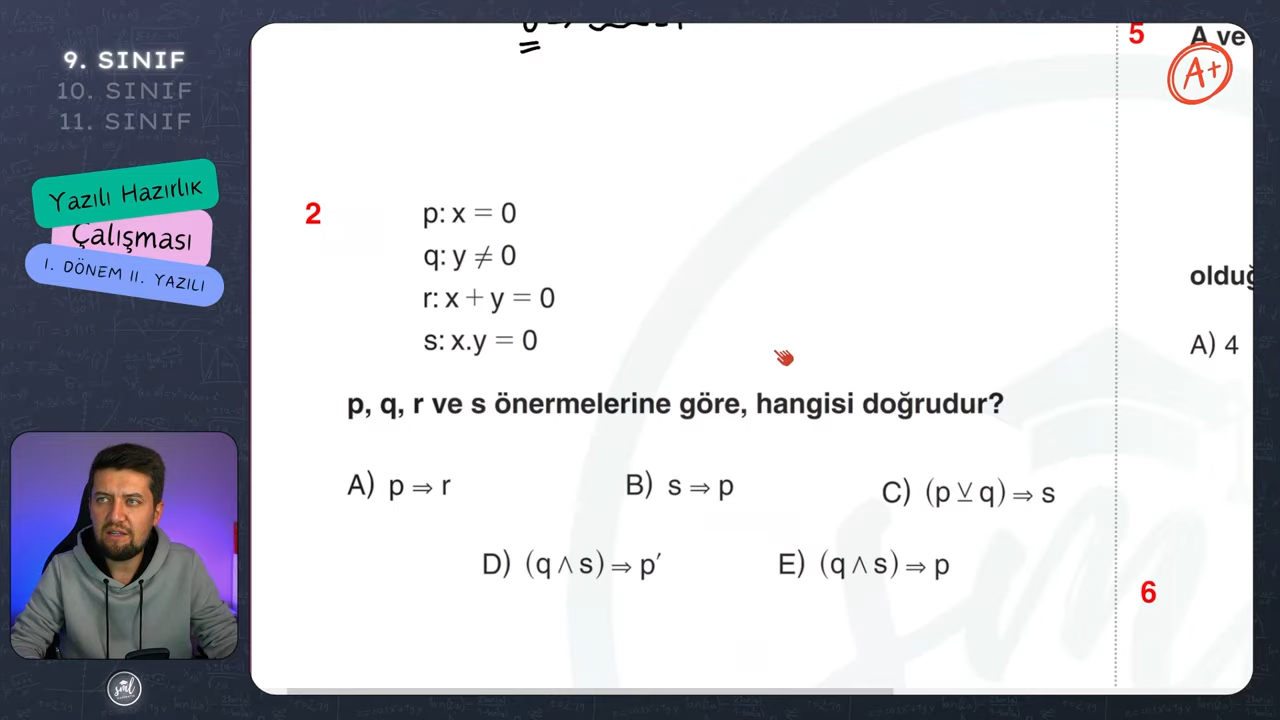 9. SINIF
10. SINIF
11. SINIF
Yazılı Hazırlık
Çalışması
I. DÖNEM II. YAZILI
sml
5 A ve
A+
2 p: x = 0
q: y ≠ 0
r: x + y = 0
s: x.y = 0
p, q, r ve s önermelerine göre, hangisi doğrudur?
A) p ⇒ r B) s ⇒ p C) (p ⊻ q) ⇒ s
D) (q ∧ s) ⇒ p′ E) (q ∧ s) ⇒ p
olduğ
A) 4
6